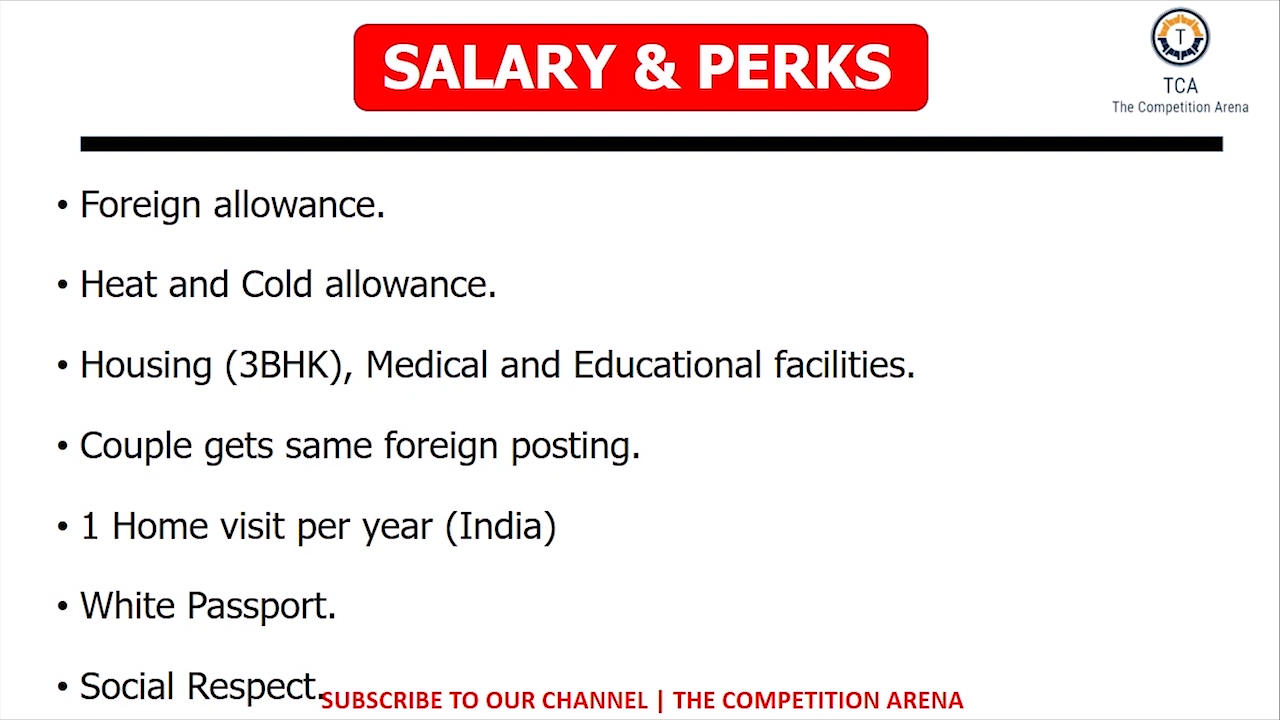 SALARY & PERKS
T
TCA
The Competition Arena
• Foreign allowance.
• Heat and Cold allowance.
• Housing (3BHK), Medical and Educational facilities.
• Couple gets same foreign posting.
• 1 Home visit per year (India)
• White Passport.
• Social Respect.
SUBSCRIBE TO OUR CHANNEL | THE COMPETITION ARENA